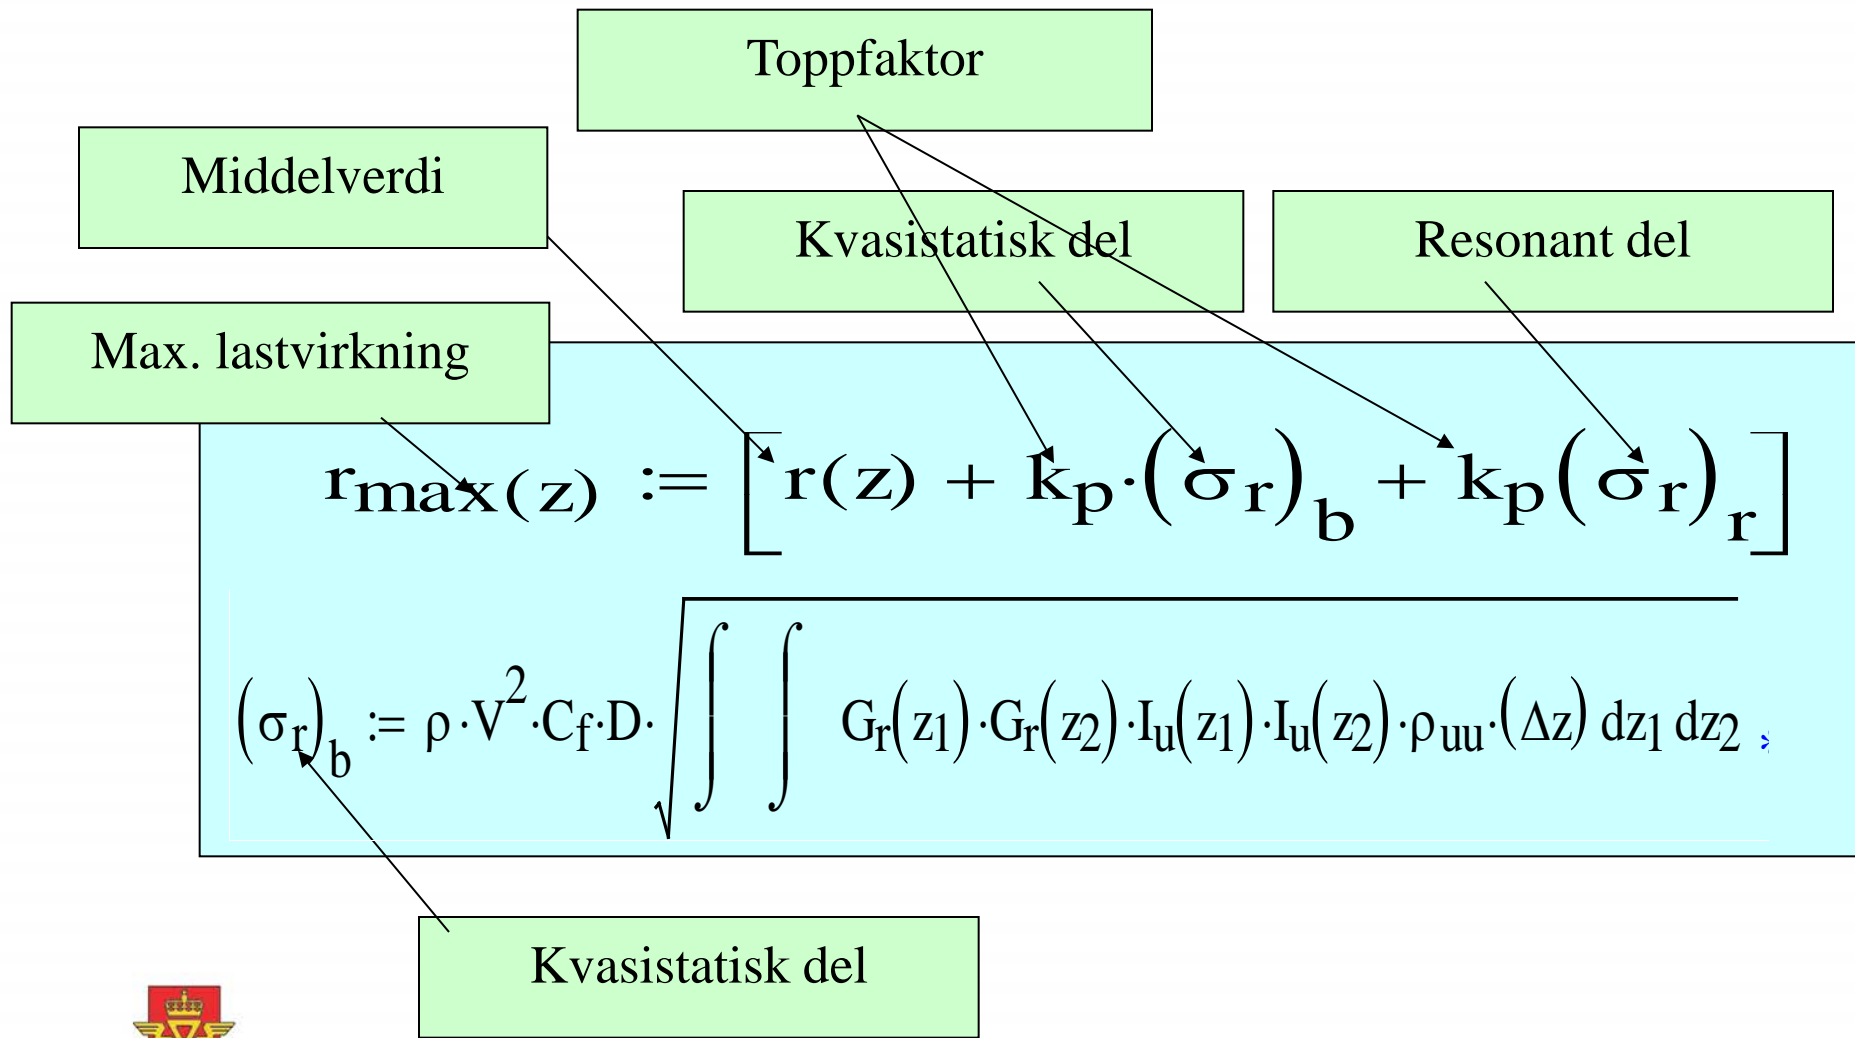 Toppfaktor
Middelverdi
Kvasistatisk del
Resonant del
Max. lastvirkning
r_max(z) := [r(z) + k_p·(σ_r)_b + k_p(σ_r)_r]
(σ_r)_b := ρ·V^2·C_f·D·√∫ ∫ G_r(z_1)·G_r(z_2)·I_u(z_1)·I_u(z_2)·ρ_uu·(Δz) dz_1 dz_2
Kvasistatisk del